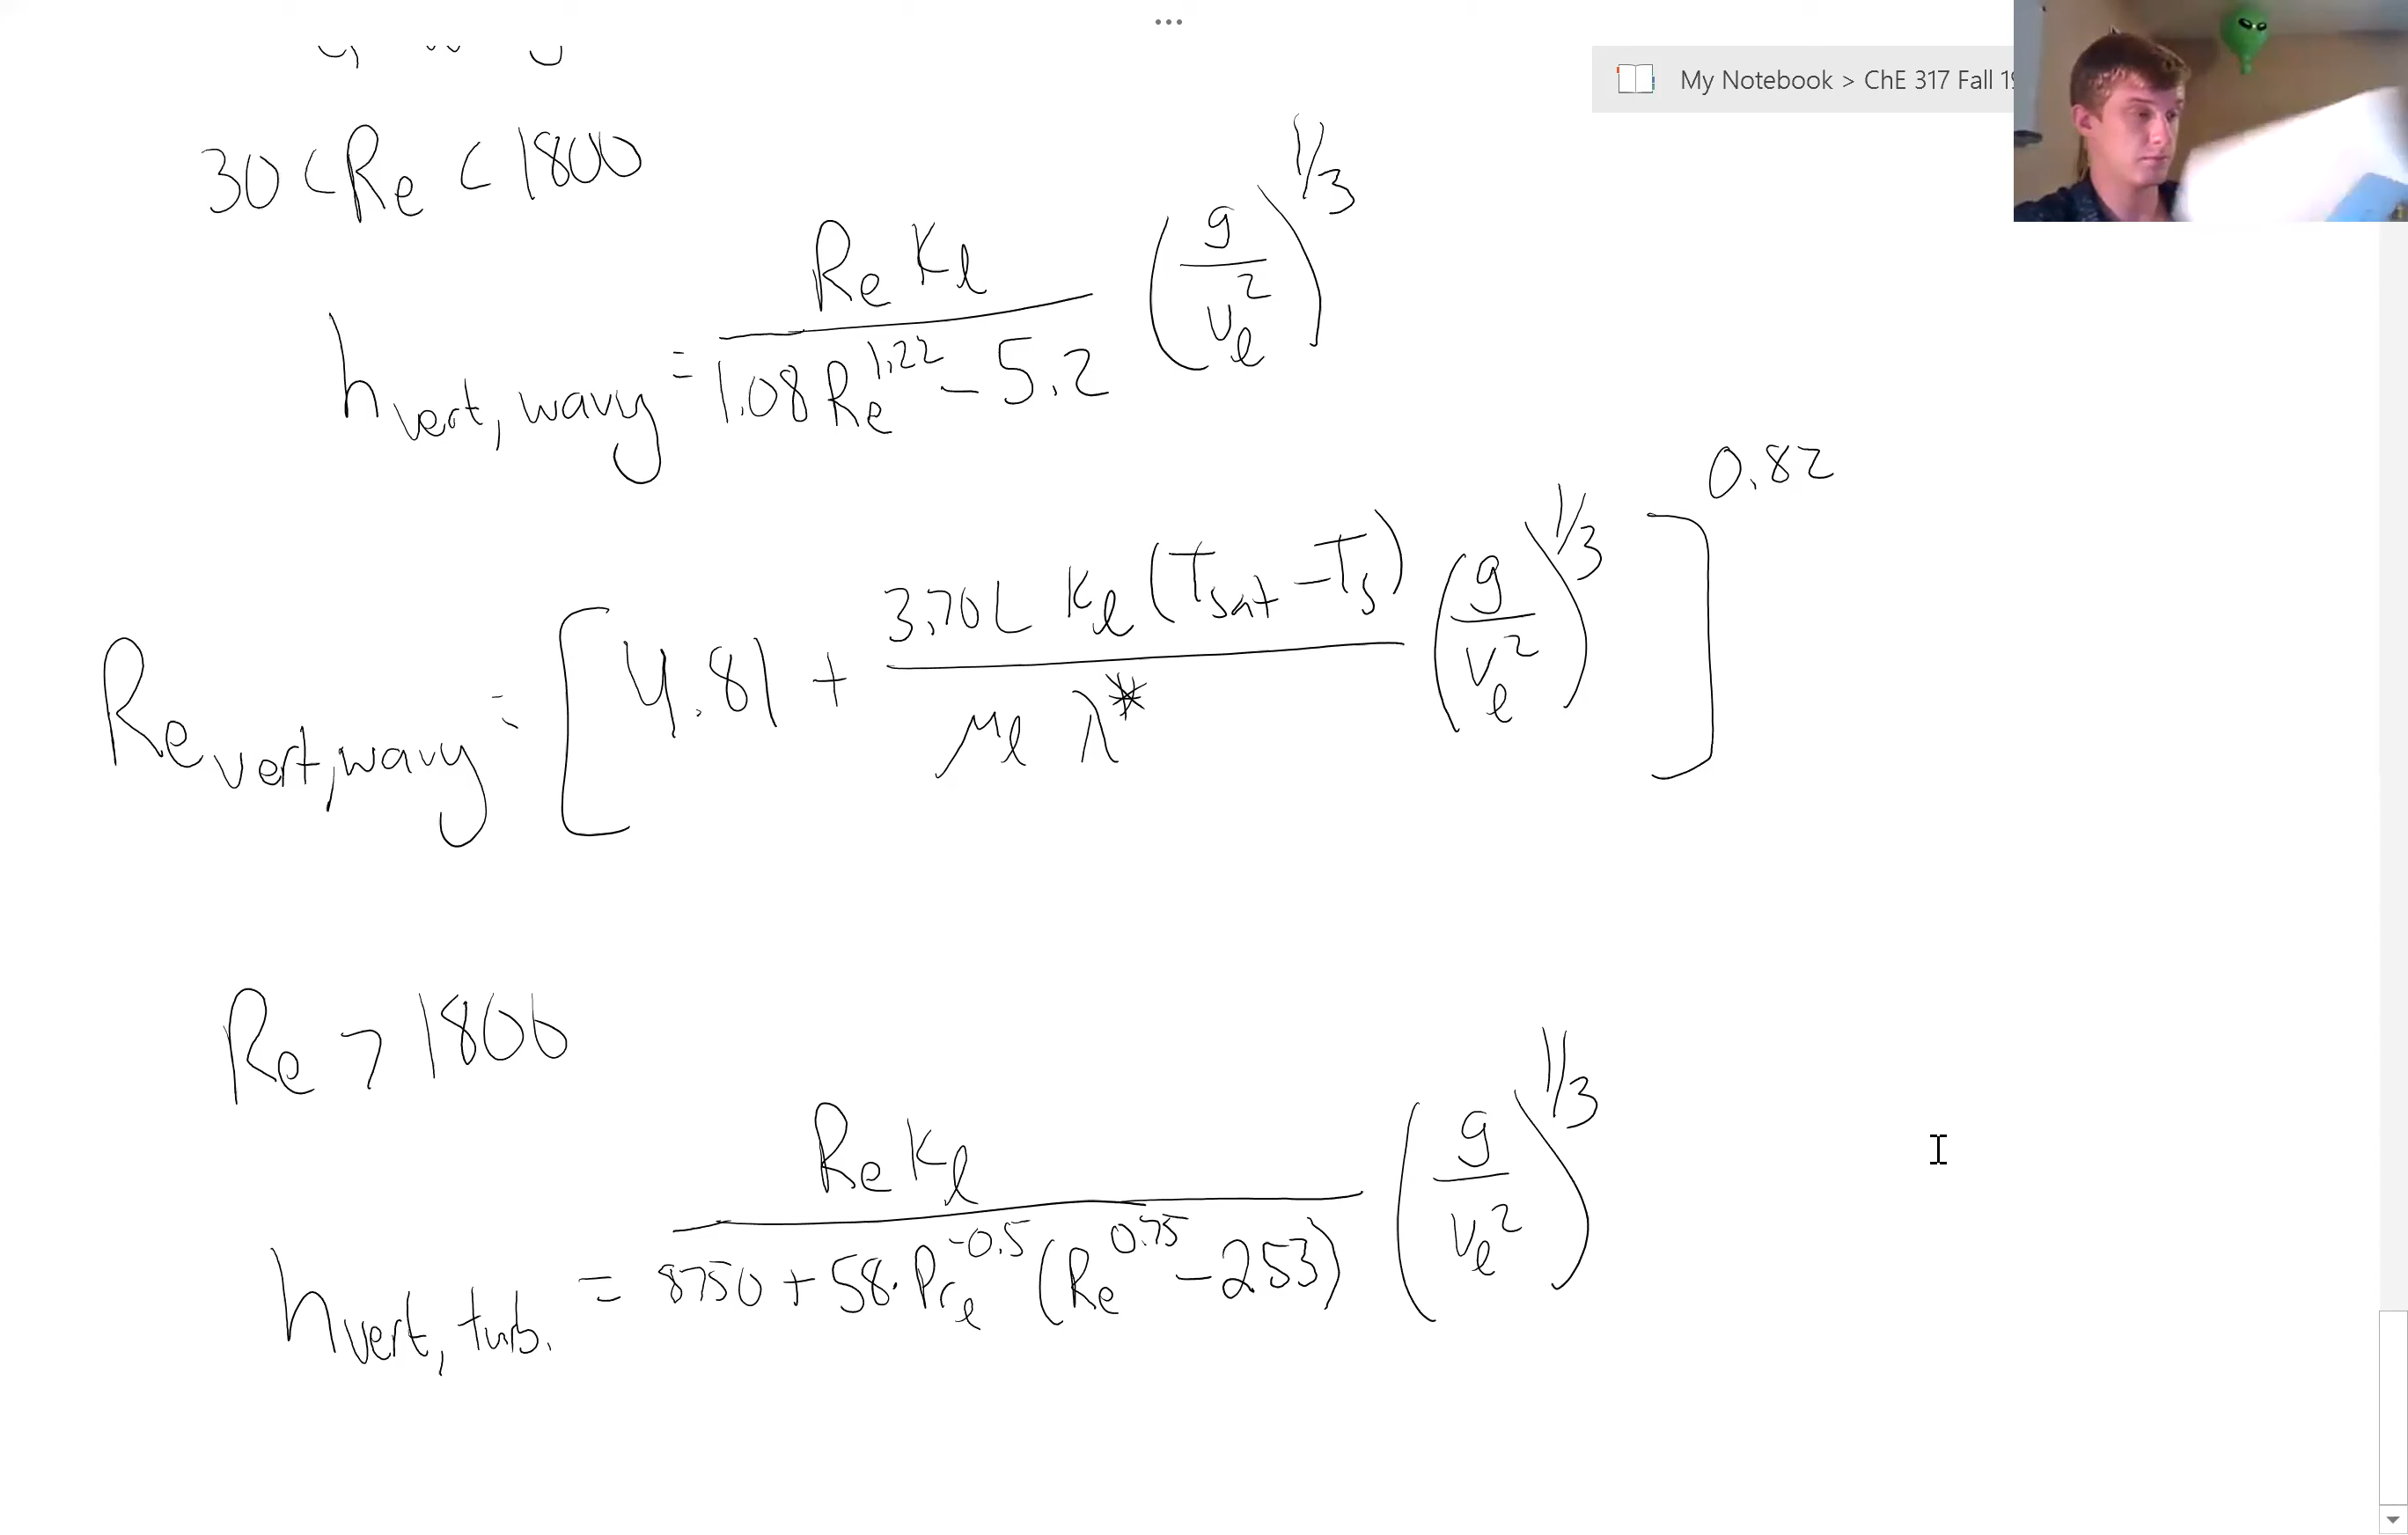 My Notebook > ChE 317 Fall 19
30 < Re < 1800
h_vert, wavy = Re k_l / (1.08 Re^1.22 - 5.2) (g / ν_l^2)^1/3
Re_vert, wavy = [4.81 + 3.70 L k_l (T_sat - T_s) / (μ_l λ*) (g / ν_l^2)^1/3]^0.82
Re > 1800
h_vert, turb. = Re k_l / (8750 + 58 · Pr_l^-0.5 (Re^0.75 - 253)) (g / ν_l^2)^1/3